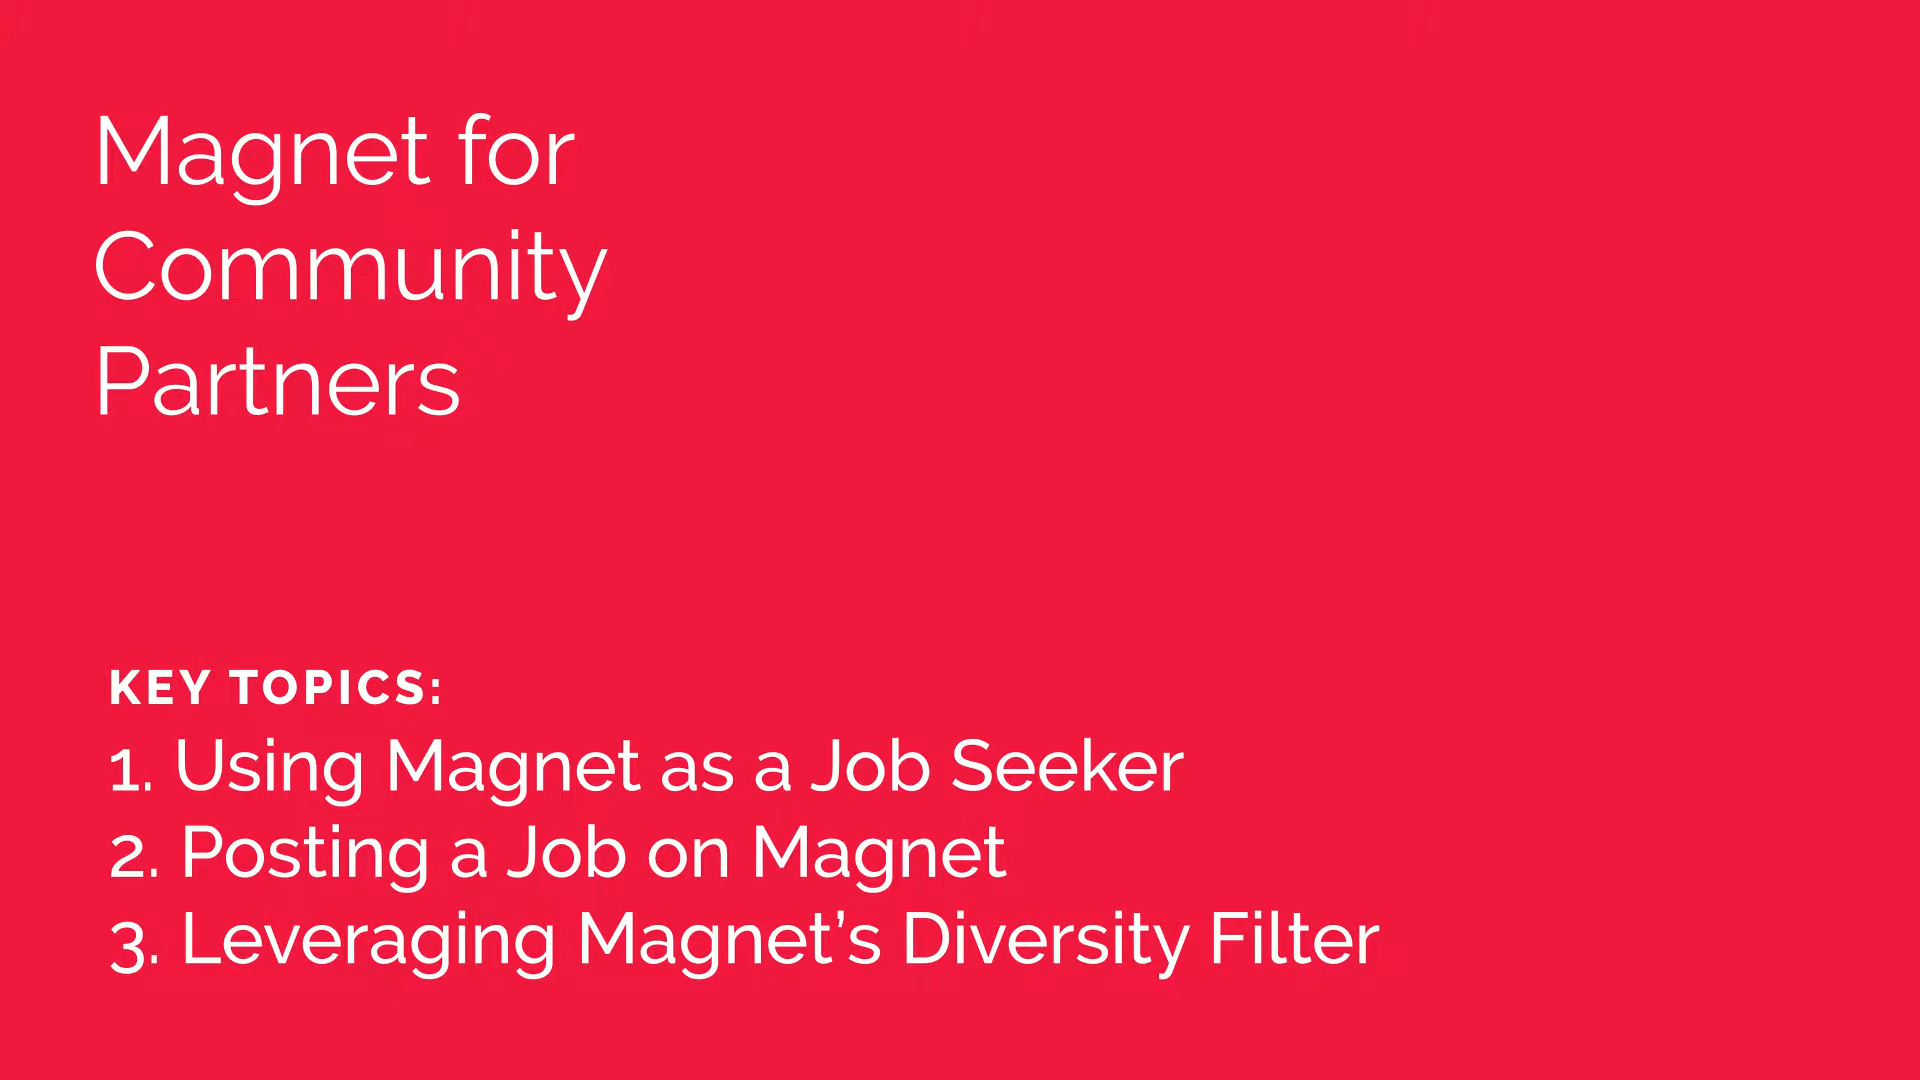 Magnet for
Community
Partners
KEY TOPICS:
1. Using Magnet as a Job Seeker
2. Posting a Job on Magnet
3. Leveraging Magnet’s Diversity Filter